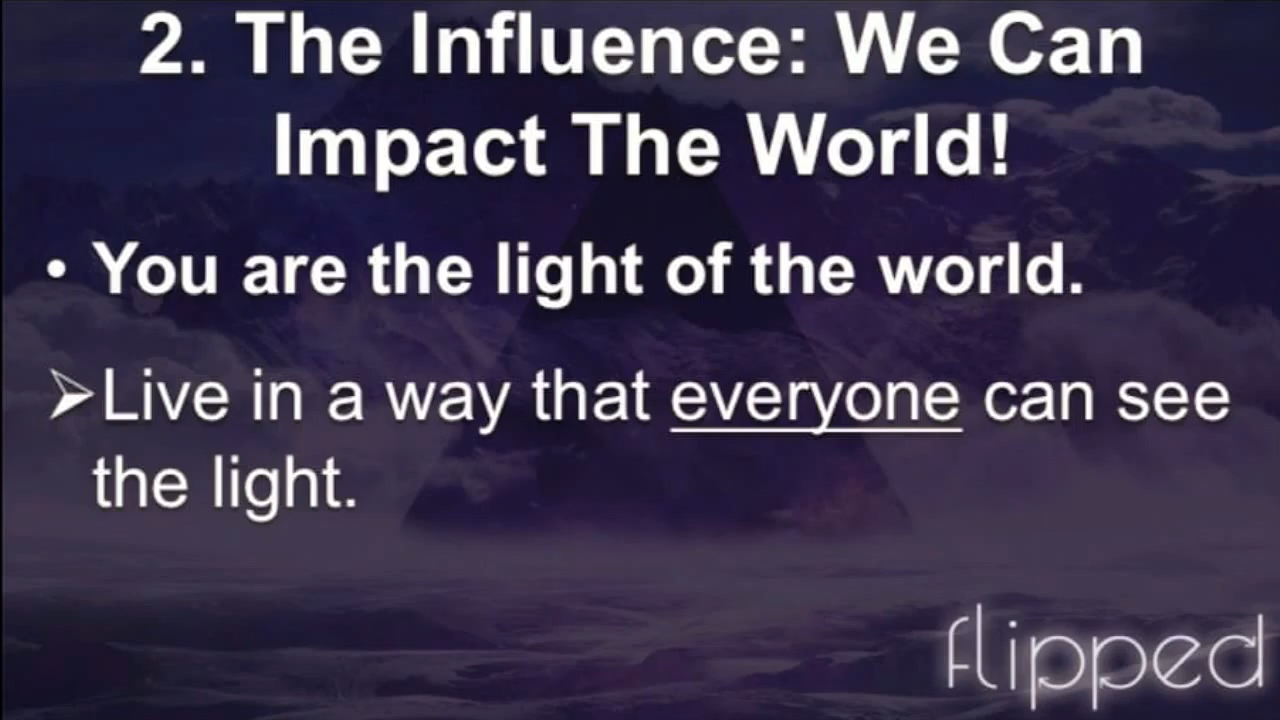 2. The Influence: We Can
Impact The World!
• You are the light of the world.
➢Live in a way that everyone can see
the light.
flipped